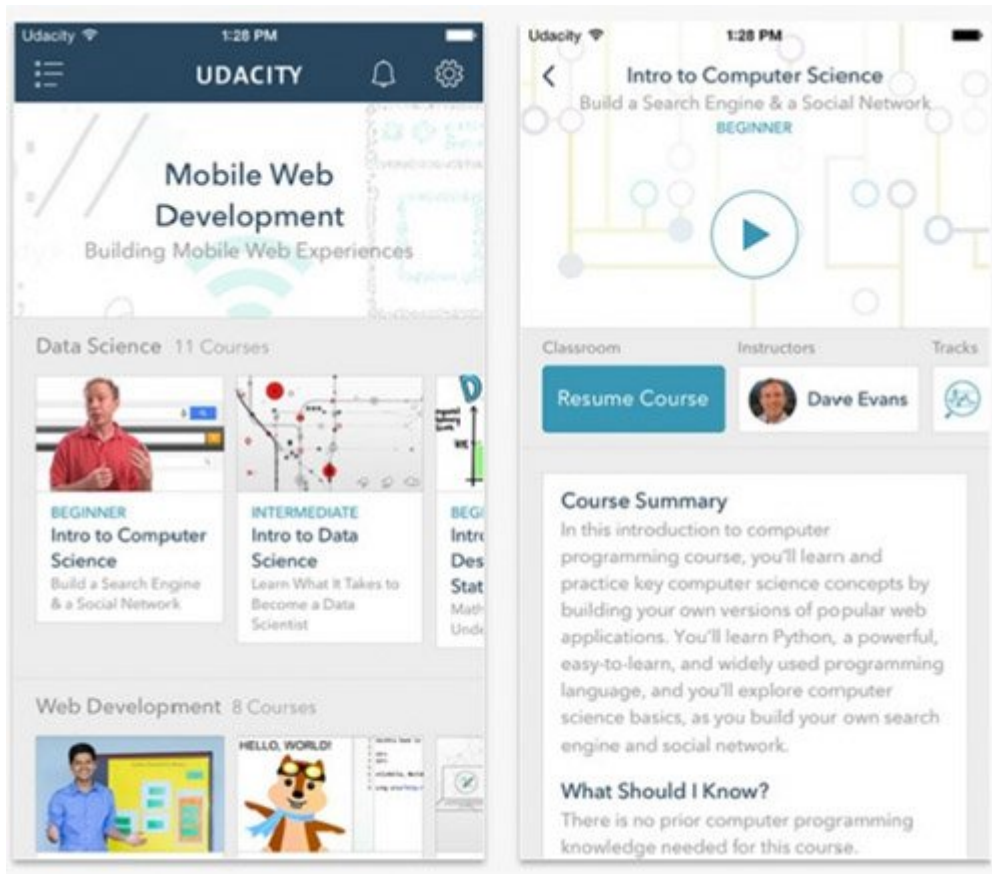 Udacity 1:28 PM
UDACITY
Mobile Web
Development
Building Mobile Web Experiences
Data Science 11 Courses
BEGINNER
Intro to Computer
Science
Build a Search Engine
& a Social Network
INTERMEDIATE
Intro to Data
Science
Learn What It Takes to
Become a Data
Scientist
BEG
Intr
Des
Stat
Math
Unde
Web Development 8 Courses
HELLO, WORLD!
Udacity 1:28 PM
Intro to Computer Science
Build a Search Engine & a Social Network
BEGINNER
Classroom Instructors Tracks
Resume Course Dave Evans
Course Summary
In this introduction to computer
programming course, you'll learn and
practice key computer science concepts by
building your own versions of popular web
applications. You'll learn Python, a powerful,
easy-to-learn, and widely used programming
language, and you'll explore computer
science basics, as you build your own search
engine and social network.
What Should I Know?
There is no prior computer programming
knowledge needed for this course.